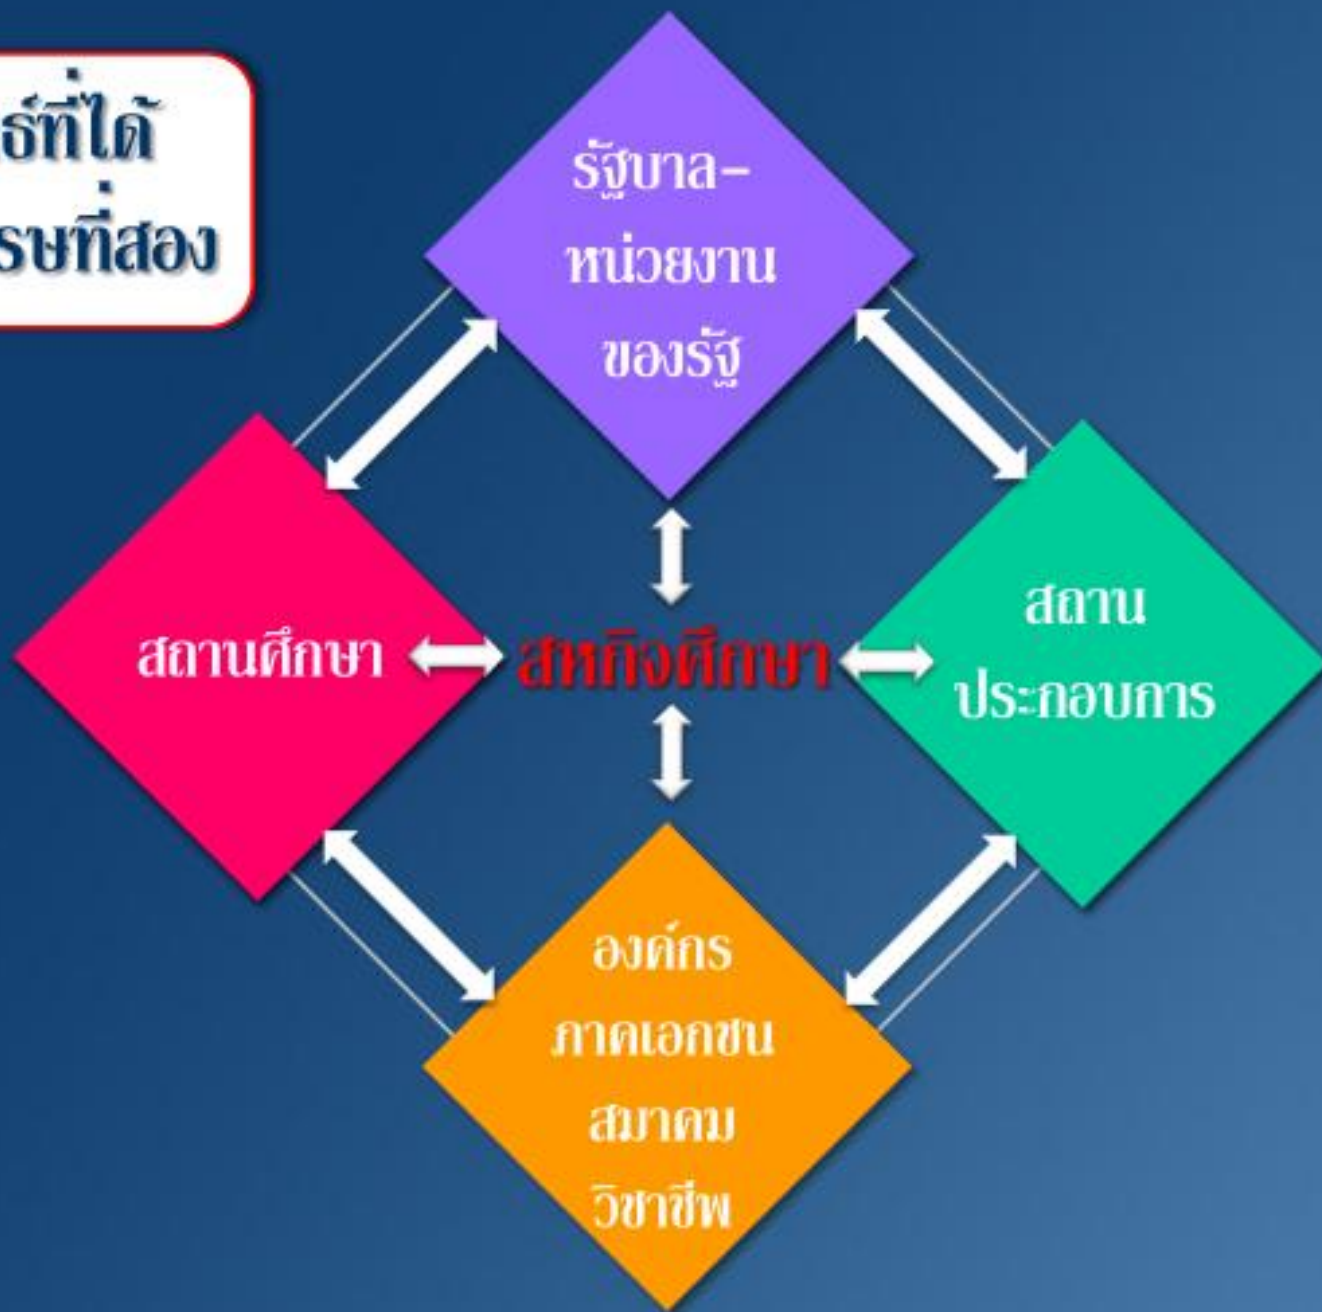 ธ์ที่ได้
รษที่สอง
รัฐบาล-
หน่วยงาน
ของรัฐ
สถานศึกษา
สหกิจศึกษา
สถาน
ประกอบการ
องค์กร
ภาคเอกชน
สมาคม
วิชาชีพ